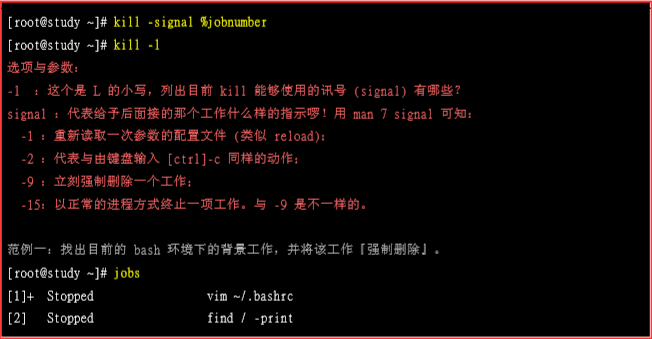 [root@study ~]# kill -signal %jobnumber
[root@study ~]# kill -l
选项与参数：
-l ：这个是 L 的小写，列出目前 kill 能够使用的讯号 (signal) 有哪些？
signal ：代表给予后面接的那个工作什么样的指示啰！用 man 7 signal 可知：
-1 ：重新读取一次参数的配置文件 (类似 reload)；
-2 ：代表与由键盘输入 [ctrl]-c 同样的动作；
-9 ：立刻强制删除一个工作；
-15：以正常的进程方式终止一项工作。与 -9 是不一样的。
范例一：找出目前的 bash 环境下的背景工作，并将该工作『强制删除』。
[root@study ~]# jobs
[1]+ Stopped vim ~/.bashrc
[2] Stopped find / -print